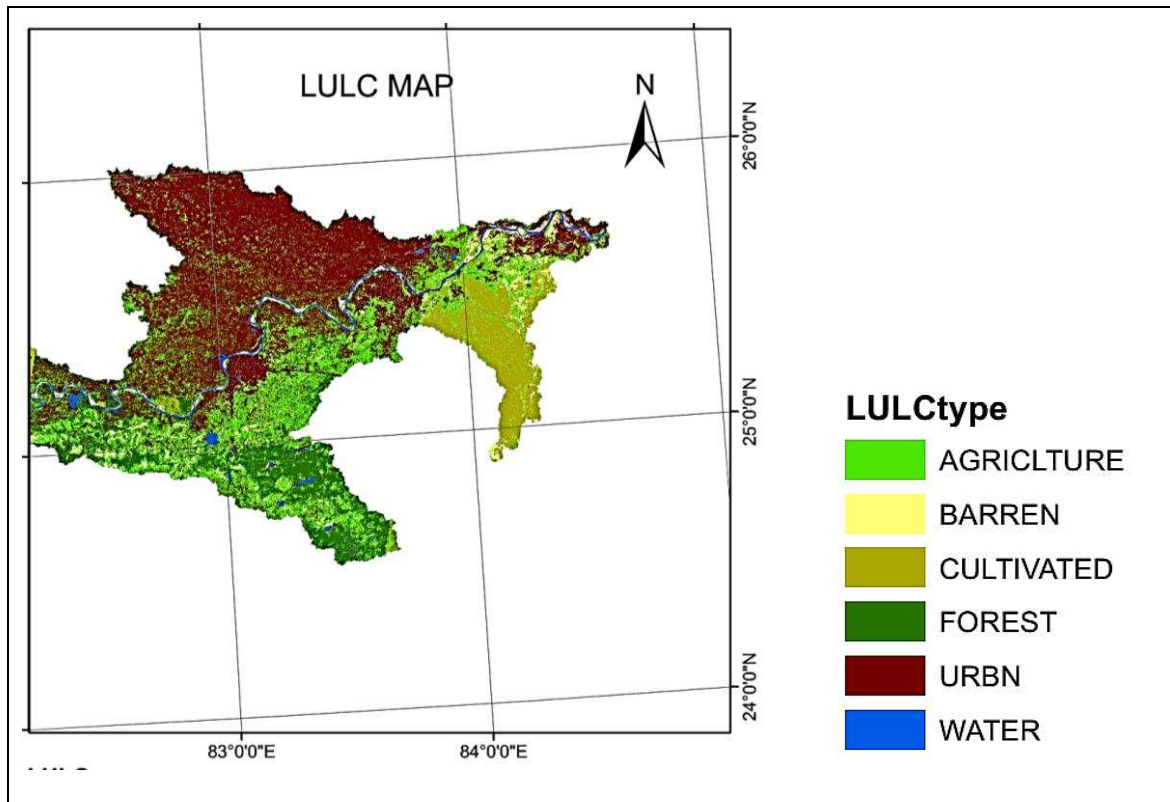 LULC MAP
N
26°0'0"N
25°0'0"N
24°0'0"N
83°0'0"E
84°0'0"E
LULCtype
AGRICLTURE
BARREN
CULTIVATED
FOREST
URBN
WATER